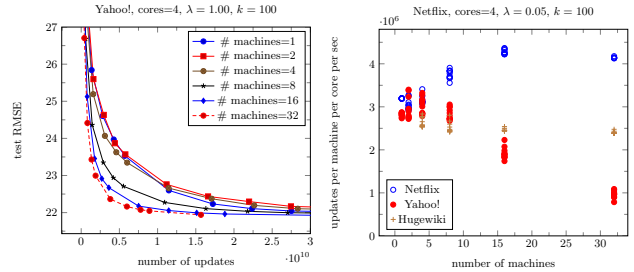 Yahoo!, cores=4, λ = 1.00, k = 100
27
26
25
24
23
22
0
0.5
1
1.5
2
2.5
3
·10^10
test RMSE
number of updates
# machines=1
# machines=2
# machines=4
# machines=8
# machines=16
# machines=32
Netflix, cores=4, λ = 0.05, k = 100
·10^6
4
3
2
1
0
0
5
10
15
20
25
30
updates per machine per core per sec
number of machines
Netflix
Yahoo!
Hugewiki